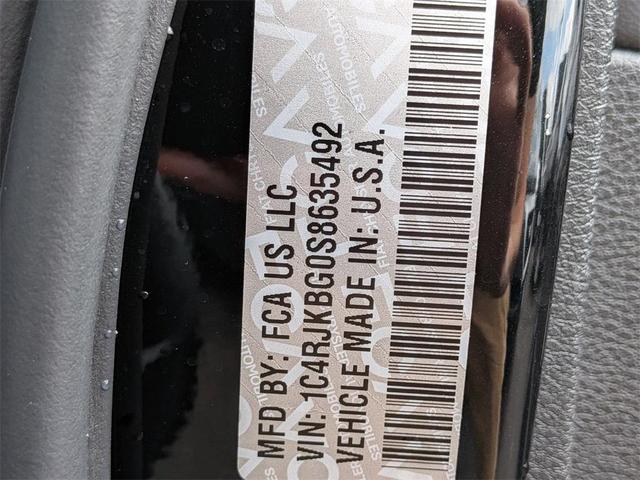 MFD BY: FCA US LLC
VIN: 1C4RJKBG0S8635492
VEHICLE MADE IN: U.S.A.